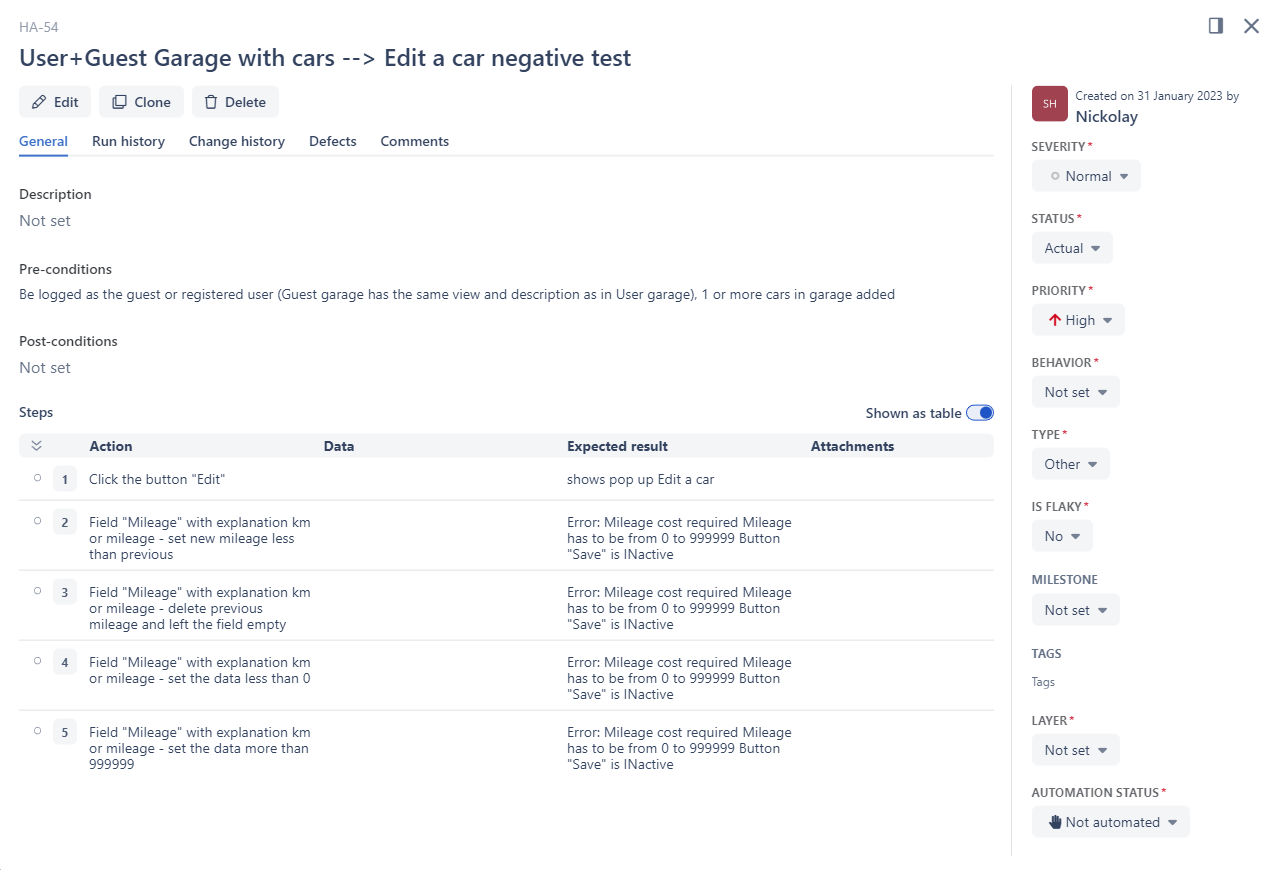 HA-54
User+Guest Garage with cars --> Edit a car negative test
Edit
Clone
Delete
General
Run history
Change history
Defects
Comments
Description
Not set
Pre-conditions
Be logged as the guest or registered user (Guest garage has the same view and description as in User garage), 1 or more cars in garage added
Post-conditions
Not set
Steps
Shown as table
Action
Data
Expected result
Attachments
1
Click the button "Edit"
shows pop up Edit a car
2
Field "Mileage" with explanation km
or mileage - set new mileage less
than previous
Error: Mileage cost required Mileage
has to be from 0 to 999999 Button
"Save" is INactive
3
Field "Mileage" with explanation km
or mileage - delete previous
mileage and left the field empty
Error: Mileage cost required Mileage
has to be from 0 to 999999 Button
"Save" is INactive
4
Field "Mileage" with explanation km
or mileage - set the data less than 0
Error: Mileage cost required Mileage
has to be from 0 to 999999 Button
"Save" is INactive
5
Field "Mileage" with explanation km
or mileage - set the data more than
999999
Error: Mileage cost required Mileage
has to be from 0 to 999999 Button
"Save" is INactive
SH
Created on 31 January 2023 by
Nickolay
SEVERITY*
Normal
STATUS*
Actual
PRIORITY*
High
BEHAVIOR*
Not set
TYPE*
Other
IS FLAKY*
No
MILESTONE
Not set
TAGS
Tags
LAYER*
Not set
AUTOMATION STATUS*
Not automated